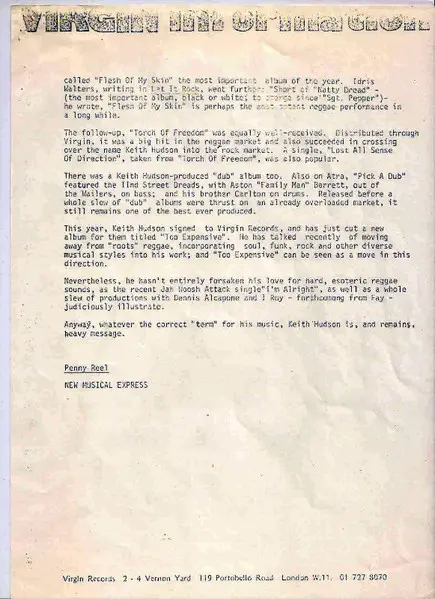 VIRGIN Information
called "Flesh Of My Skin" the most important album of the year. Idris
Walters, writing in Let It Rock, went further: "Short of "Natty Dread" -
(the most important album, black or white; to emerge since "Sgt. Pepper")-
he wrote, "Flesh Of My Skin" is perhaps the most potent reggae performance in
a long while.
The follow-up, "Torch Of Freedom" was equally well-received. Distributed through
Virgin, it was a big hit in the reggae market and also succeeded in crossing
over the name Keith Hudson into the rock market. A single, "Lost All Sense
Of Direction", taken from "Torch Of Freedom", was also popular.
There was a Keith Hudson-produced "dub" album too. Also on Atra, "Pick A Dub"
featured the 22nd Street Dreads, with Aston "Family Man" Barrett, out of
the Wailers, on bass; and his brother Carlton on drums. Released before a
whole slew of "dub" albums were thrust on an already overloaded market, it
still remains one of the best ever produced.
This year, Keith Hudson signed to Virgin Records, and has just cut a new
album for them titled "Too Expensive". He has talked recently of moving
away from "roots" reggae, incorporating soul, funk, rock and other diverse
musical styles into his work; and "Too Expensive" can be seen as a move in this
direction.
Nevertheless, he hasn't entirely forsaken his love for hard, esoteric reggae
sounds, as the recent Jah Woosh Attack single"I'm Alright", as well as a whole
slew of productions with Dennis Alcapone and I Roy - forthcoming from Fay -
judiciously illustrate.
Anyway, whatever the correct "term" for his music, Keith Hudson is, and remains,
heavy message.
Penny Reel
NEW MUSICAL EXPRESS
Virgin Records 2 - 4 Vernon Yard 119 Portobello Road London W.11. 01 727 8070